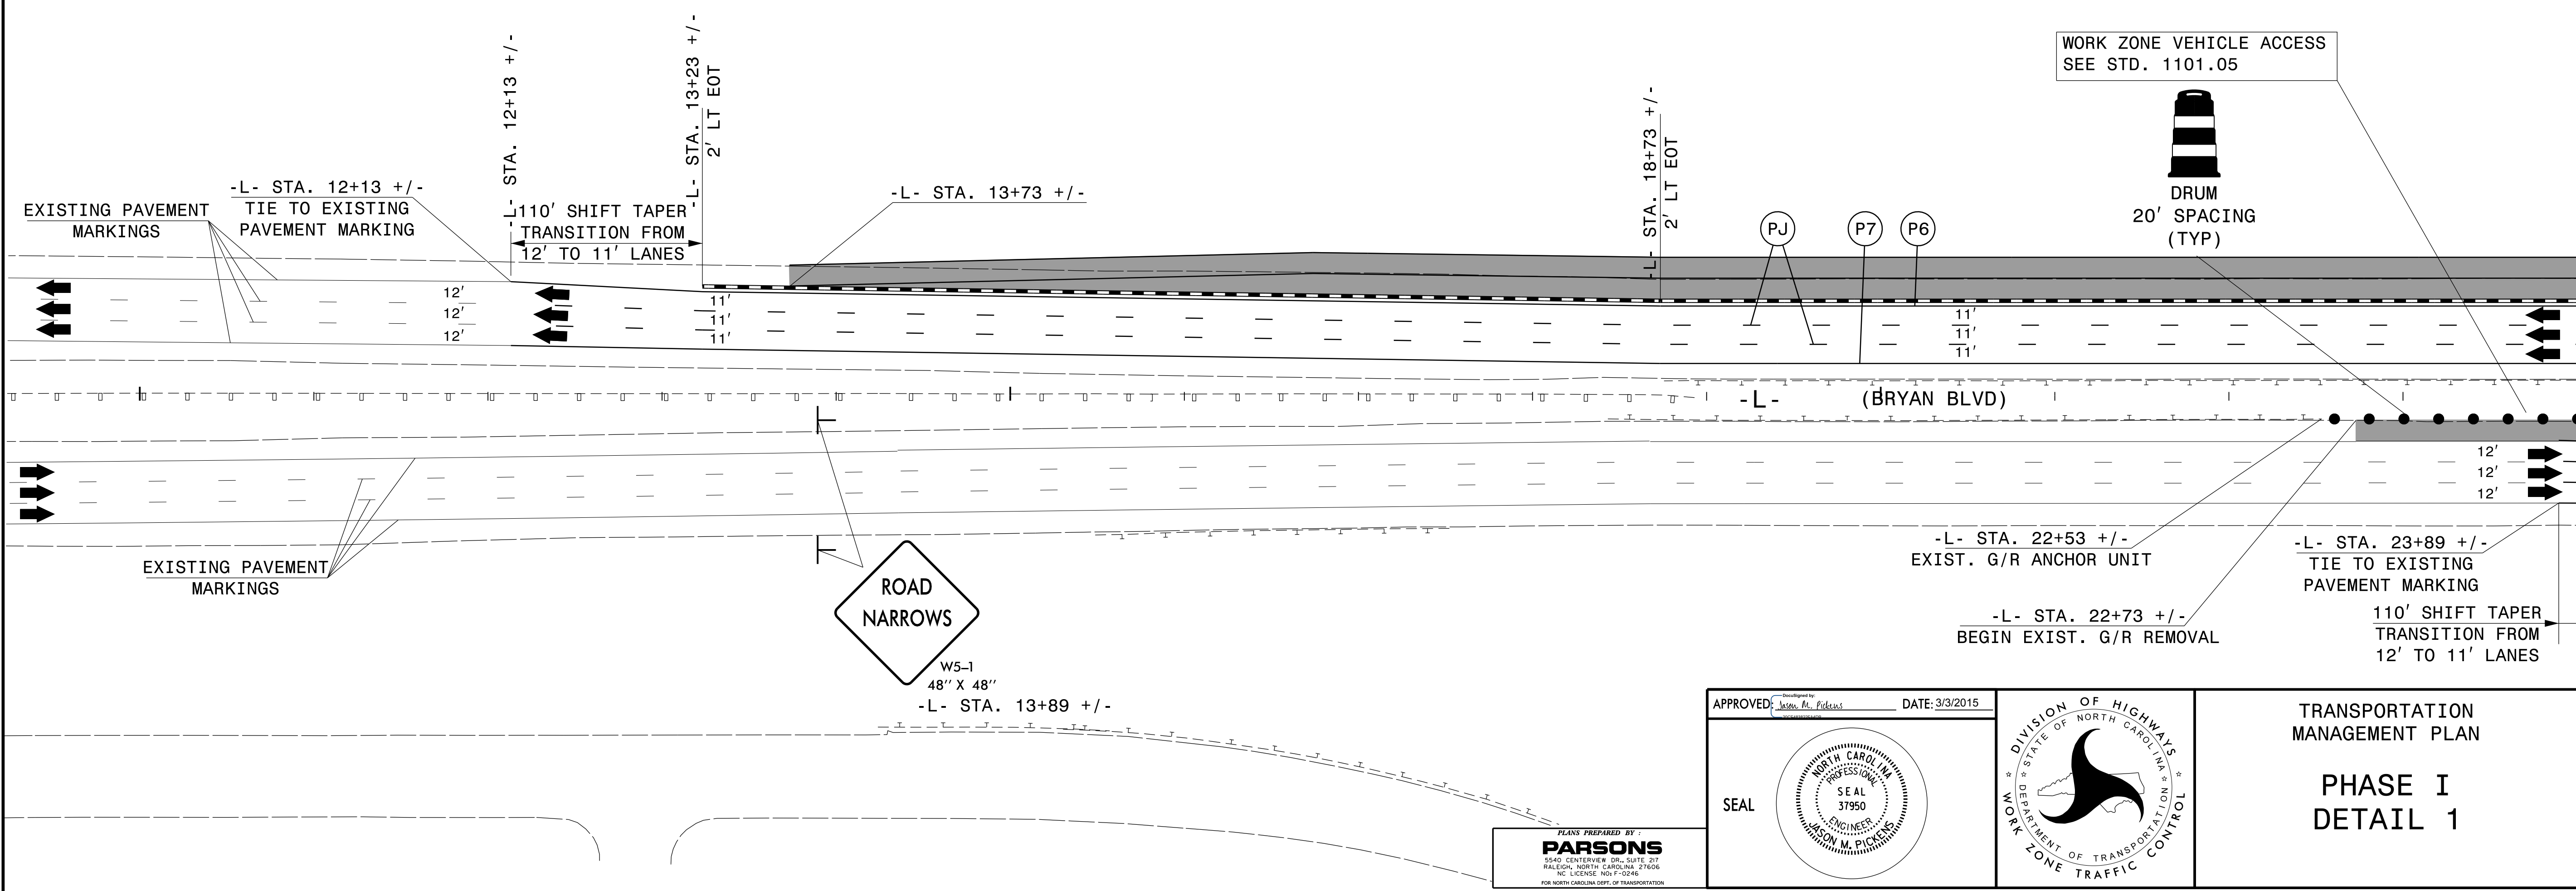 -L- STA. 12+13 +/-
-L- STA. 13+23 +/-
2' LT EOT
-L- STA. 18+73 +/-
2' LT EOT
WORK ZONE VEHICLE ACCESS
SEE STD. 1101.05
DRUM
20' SPACING
(TYP)
EXISTING PAVEMENT
MARKINGS
-L- STA. 12+13 +/-
TIE TO EXISTING
PAVEMENT MARKING
110' SHIFT TAPER
TRANSITION FROM
12' TO 11' LANES
-L- STA. 13+73 +/-
PJ
P7
P6
12'
12'
12'
11'
11'
11'
11'
11'
11'
-L-
(BRYAN BLVD)
12'
12'
12'
EXISTING PAVEMENT
MARKINGS
ROAD
NARROWS
W5-1
48" X 48"
-L- STA. 13+89 +/-
-L- STA. 22+53 +/-
EXIST. G/R ANCHOR UNIT
-L- STA. 22+73 +/-
BEGIN EXIST. G/R REMOVAL
-L- STA. 23+89 +/-
TIE TO EXISTING
PAVEMENT MARKING
110' SHIFT TAPER
TRANSITION FROM
12' TO 11' LANES
PLANS PREPARED BY :
PARSONS
5540 CENTERVIEW DR., SUITE 217
RALEIGH, NORTH CAROLINA 27606
NC LICENSE NO: F-0246
FOR NORTH CAROLINA DEPT. OF TRANSPORTATION
APPROVED:
DocuSigned by:
Jason M. Pickens
DATE: 3/3/2015
SEAL
NORTH CAROLINA
PROFESSIONAL
SEAL
37950
ENGINEER
JASON M. PICKENS
DIVISION OF HIGHWAYS
STATE OF NORTH CAROLINA
DEPARTMENT OF TRANSPORTATION
WORK ZONE TRAFFIC CONTROL
TRANSPORTATION
MANAGEMENT PLAN
PHASE I
DETAIL 1